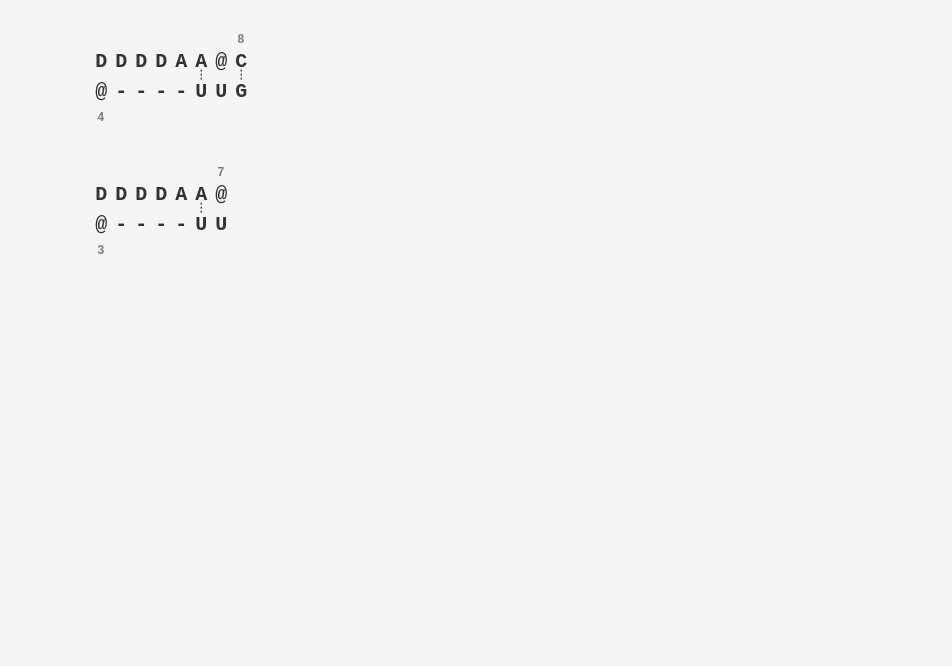 8
D D D D A A @ C
@ - - - - U U G
4
7
D D D D A A @
@ - - - - U U
3